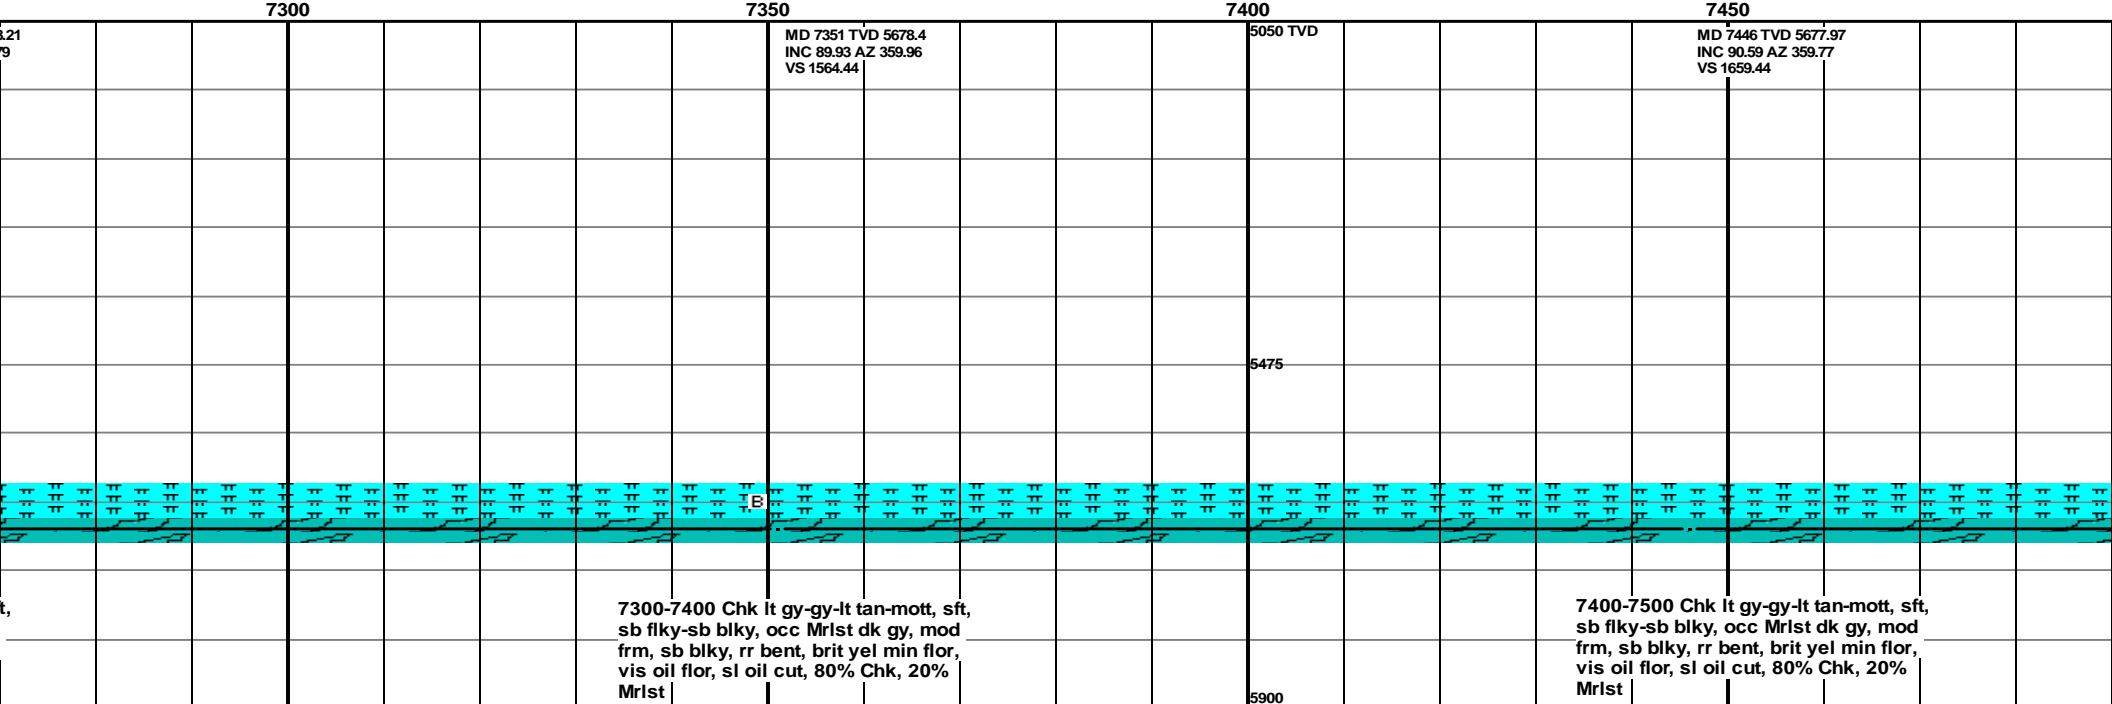 7300 7350 7400 7450
3.21
79
MD 7351 TVD 5678.4
INC 89.93 AZ 359.96
VS 1564.44
5050 TVD
MD 7446 TVD 5677.97
INC 90.59 AZ 359.77
VS 1659.44
5475
B
t,
7300-7400 Chk lt gy-gy-lt tan-mott, sft,
sb flky-sb blky, occ Mrlst dk gy, mod
frm, sb blky, rr bent, brit yel min flor,
vis oil flor, sl oil cut, 80% Chk, 20%
Mrlst
5900
7400-7500 Chk lt gy-gy-lt tan-mott, sft,
sb flky-sb blky, occ Mrlst dk gy, mod
frm, sb blky, rr bent, brit yel min flor,
vis oil flor, sl oil cut, 80% Chk, 20%
Mrlst